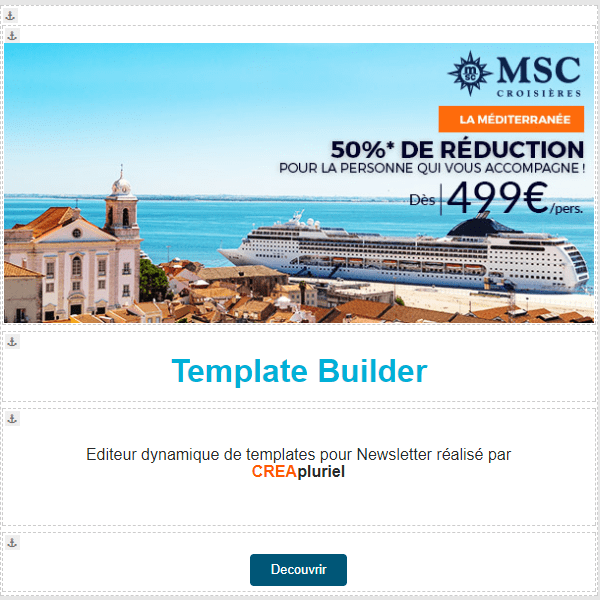 msc
MSC
CROISIÈRES
LA MÉDITERRANÉE
50%* DE RÉDUCTION
POUR LA PERSONNE QUI VOUS ACCOMPAGNE !
Dès 499€/pers.
Template Builder
Editeur dynamique de templates pour Newsletter réalisé par
CREApluriel
Decouvrir